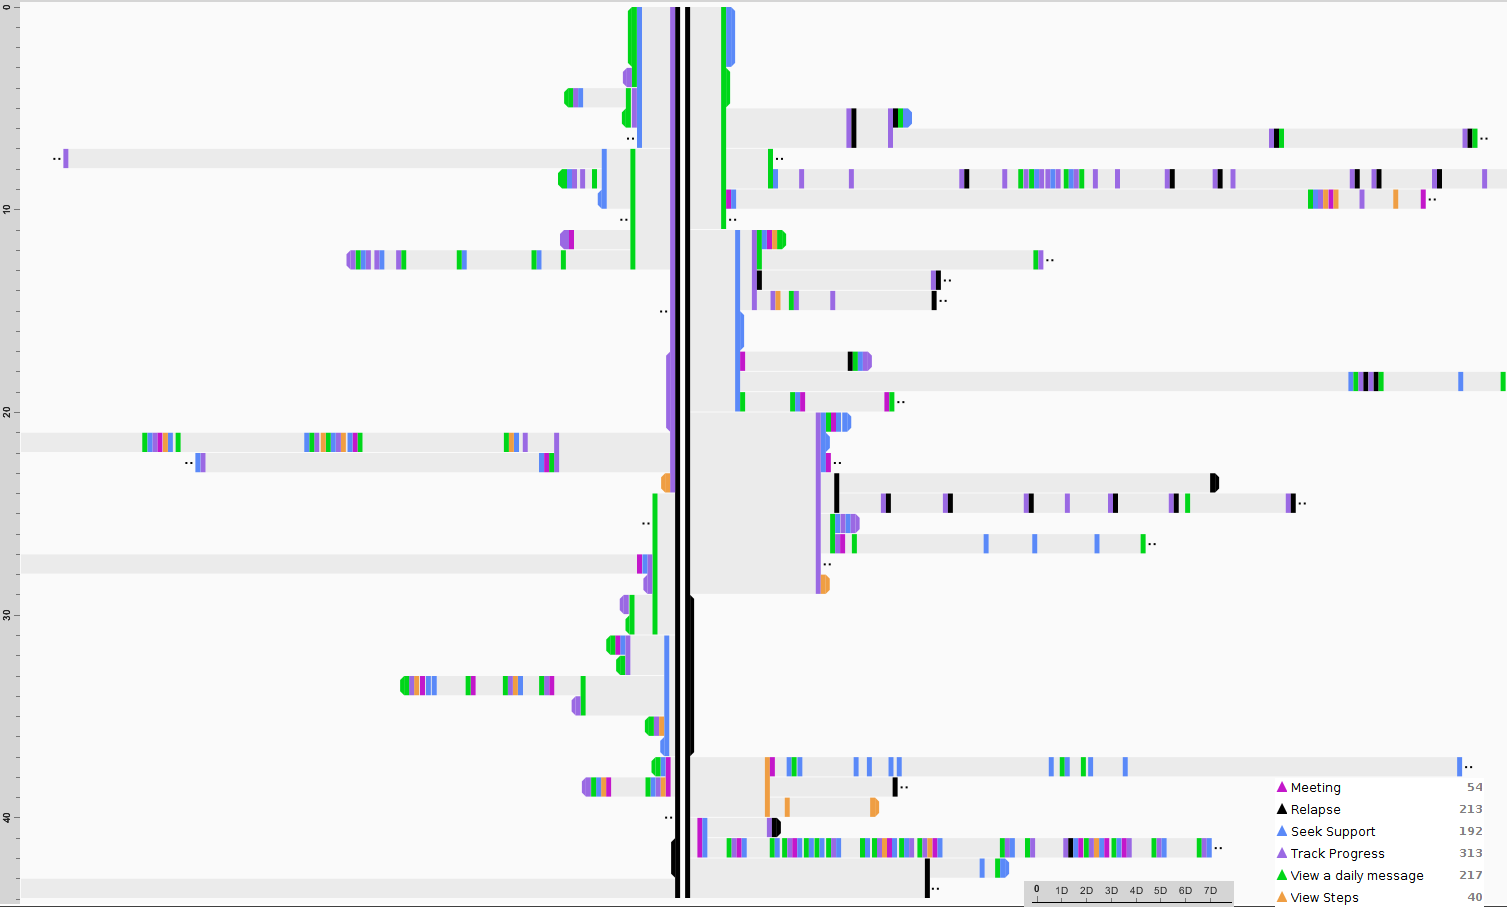 0
10
20
30
40
Meeting 54
Relapse 213
Seek Support 192
Track Progress 313
View a daily message 217
View Steps 40
0 1D 2D 3D 4D 5D 6D 7D